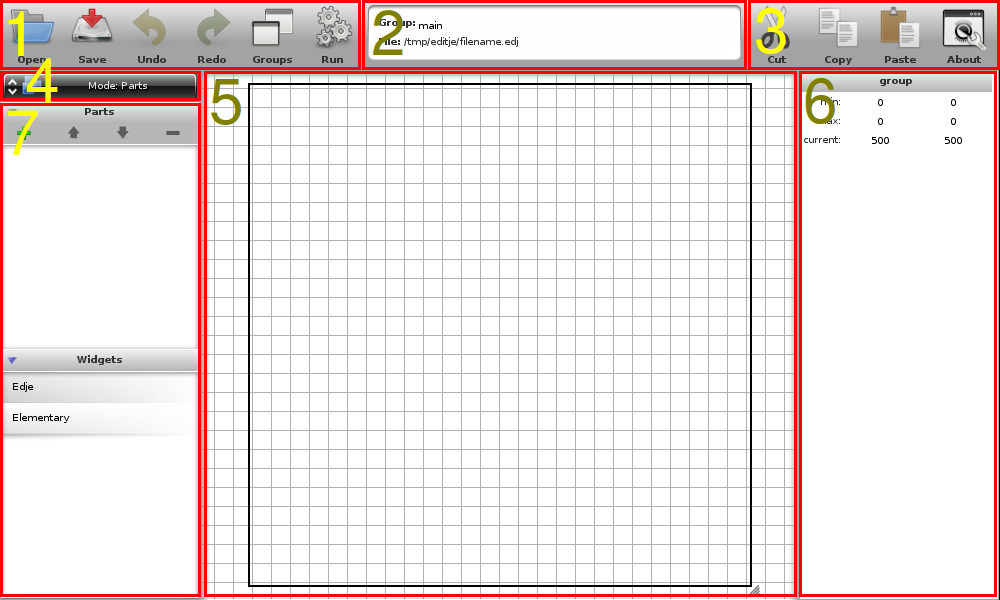 1
Open Save Undo Redo Groups Run
2
Group: main
File: /tmp/editje/filename.edj
3
Cut Copy Paste About
4
Mode: Parts
7
Parts
Widgets
Edje
Elementary
5
6
group
min: 0 0
max: 0 0
current: 500 500